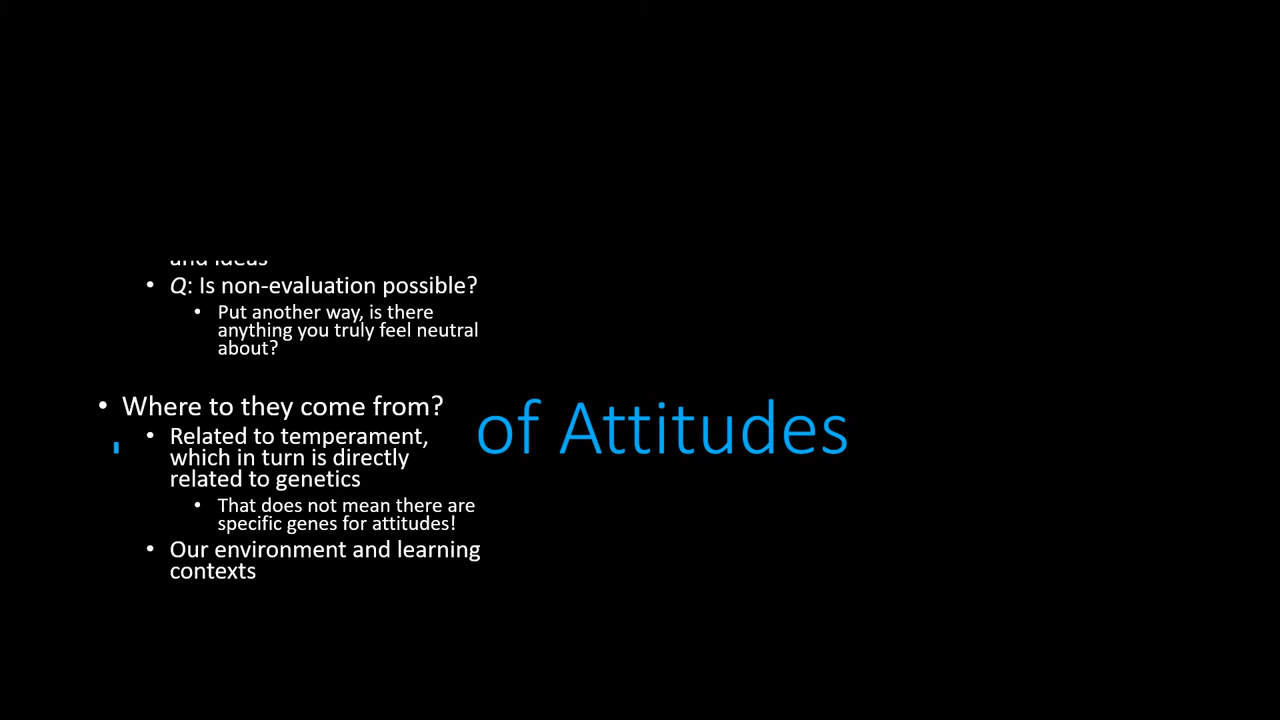 and ideas
• Q: Is non-evaluation possible?
• Put another way, is there
anything you truly feel neutral
about?
• Where to they come from?
of Attitudes
• Related to temperament,
which in turn is directly
related to genetics
• That does not mean there are
specific genes for attitudes!
• Our environment and learning
contexts